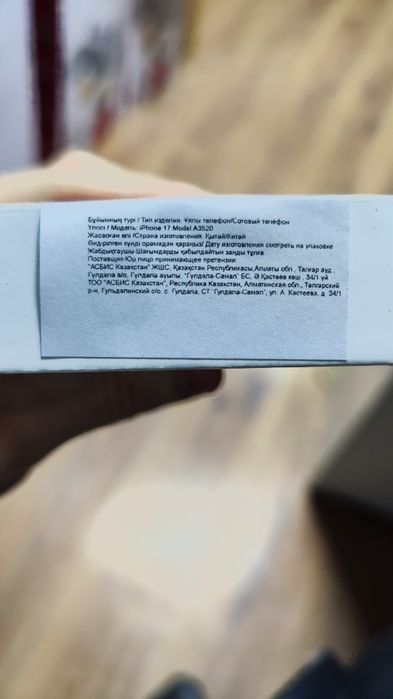 Бұйымның түрі / Тип изделия: Ұялы телефон/Сотовый телефон
Үлгісі / Модель: iPhone 17 Model A3520
Жасалған елі /Страна изготовления: Қытай/Китай
Өндірілген күнді орамадан қараңыз/ Дату изготовления смотреть на упаковке
Жабдықтаушы-Шағымдарды қабылдайтын заңды тұлға:
Поставщик-Юр лицо принимающее претензии:
"АСБИС Казахстан" ЖШС, Қазақстан Республикасы,Алматы обл., Талғар ауд.,
Гүлдала а/о, Гүлдала ауылы, "Гулдала-Самал" БС, Ә.Қастеев көш., 34/1 үй
ТОО "АСБИС Казахстан", Республика Казахстан, Алматинская обл., Талгарский
р-н, Гульдалинский с/о, с. Гулдала, СТ "Гулдала-Самал", ул. А. Кастеева, д. 34/1